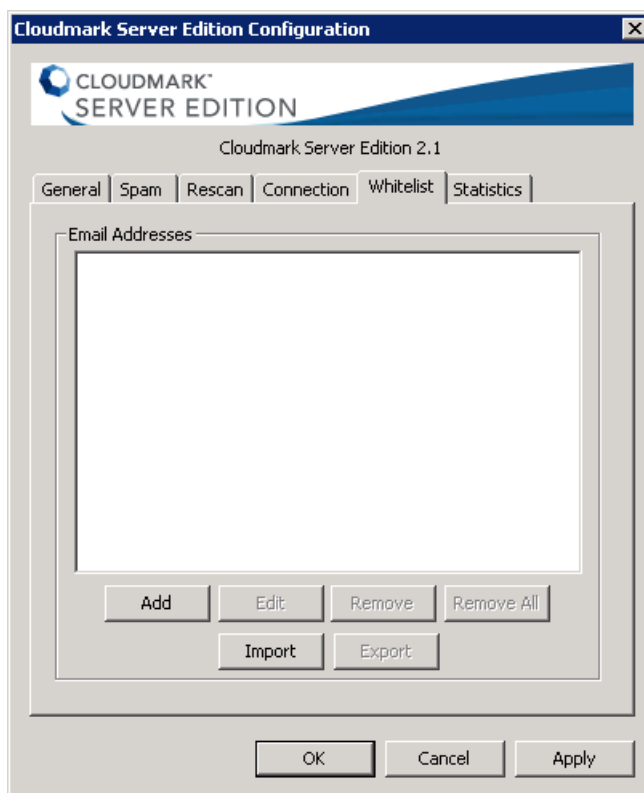 Cloudmark Server Edition Configuration
CLOUDMARK™
SERVER EDITION
Cloudmark Server Edition 2.1
General Spam Rescan Connection Whitelist Statistics
Email Addresses
Add Edit Remove Remove All
Import Export
OK Cancel Apply